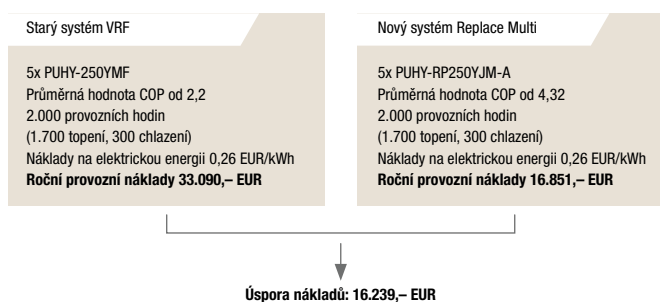 Starý systém VRF
5x PUHY-250YMF
Průměrná hodnota COP od 2,2
2.000 provozních hodin
(1.700 topení, 300 chlazení)
Náklady na elektrickou energii 0,26 EUR/kWh
Roční provozní náklady 33.090,– EUR
Nový systém Replace Multi
5x PUHY-RP250YJM-A
Průměrná hodnota COP od 4,32
2.000 provozních hodin
(1.700 topení, 300 chlazení)
Náklady na elektrickou energii 0,26 EUR/kWh
Roční provozní náklady 16.851,– EUR
Úspora nákladů: 16.239,– EUR